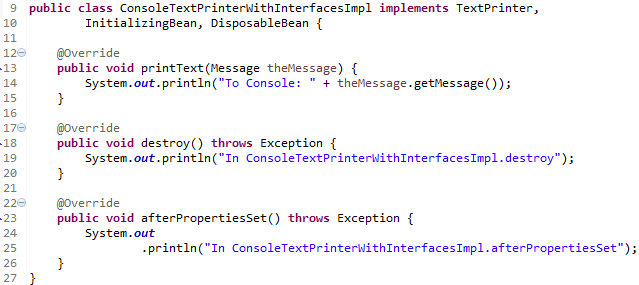 9 public class ConsoleTextPrinterWithInterfacesImpl implements TextPrinter,
10         InitializingBean, DisposableBean {
11
12     @Override
13     public void printText(Message theMessage) {
14         System.out.println("To Console: " + theMessage.getMessage());
15     }
16
17     @Override
18     public void destroy() throws Exception {
19         System.out.println("In ConsoleTextPrinterWithInterfacesImpl.destroy");
20     }
21
22     @Override
23     public void afterPropertiesSet() throws Exception {
24         System.out
25                 .println("In ConsoleTextPrinterWithInterfacesImpl.afterPropertiesSet");
26     }
27 }